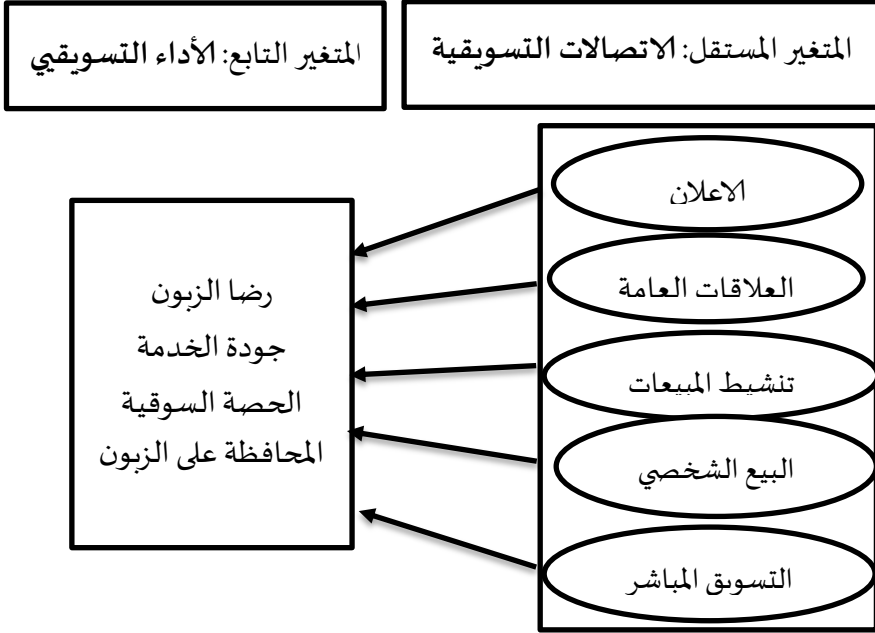 المتغير المستقل: الاتصالات التسويقية
المتغير التابع: الأداء التسويقي
الاعلان
العلاقات العامة
تنشيط المبيعات
البيع الشخصي
التسويق المباشر
رضا الزبون
جودة الخدمة
الحصة السوقية
المحافظة على الزبون